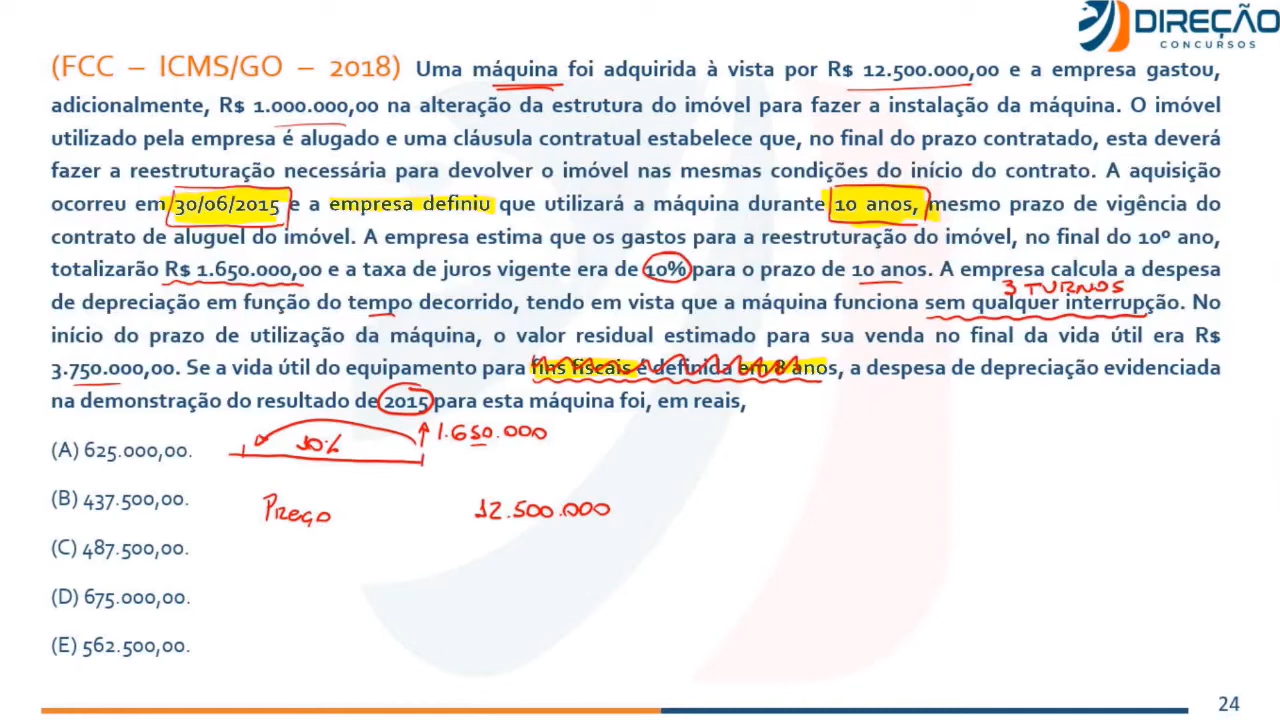 DIREÇÃO
CONCURSOS
(FCC – ICMS/GO – 2018) Uma máquina foi adquirida à vista por R$ 12.500.000,00 e a empresa gastou,
adicionalmente, R$ 1.000.000,00 na alteração da estrutura do imóvel para fazer a instalação da máquina. O imóvel
utilizado pela empresa é alugado e uma cláusula contratual estabelece que, no final do prazo contratado, esta deverá
fazer a reestruturação necessária para devolver o imóvel nas mesmas condições do início do contrato. A aquisição
ocorreu em 30/06/2015 e a empresa definiu que utilizará a máquina durante 10 anos, mesmo prazo de vigência do
contrato de aluguel do imóvel. A empresa estima que os gastos para a reestruturação do imóvel, no final do 10º ano,
totalizarão R$ 1.650.000,00 e a taxa de juros vigente era de 10% para o prazo de 10 anos. A empresa calcula a despesa
3 TURNOS
de depreciação em função do tempo decorrido, tendo em vista que a máquina funciona sem qualquer interrupção. No
início do prazo de utilização da máquina, o valor residual estimado para sua venda no final da vida útil era R$
3.750.000,00. Se a vida útil do equipamento para fins fiscais é definida em 8 anos, a despesa de depreciação evidenciada
na demonstração do resultado de 2015 para esta máquina foi, em reais,
10% 1.650.000
(A) 625.000,00.
(B) 437.500,00.
PREÇO 12.500.000
(C) 487.500,00.
(D) 675.000,00.
(E) 562.500,00.
24